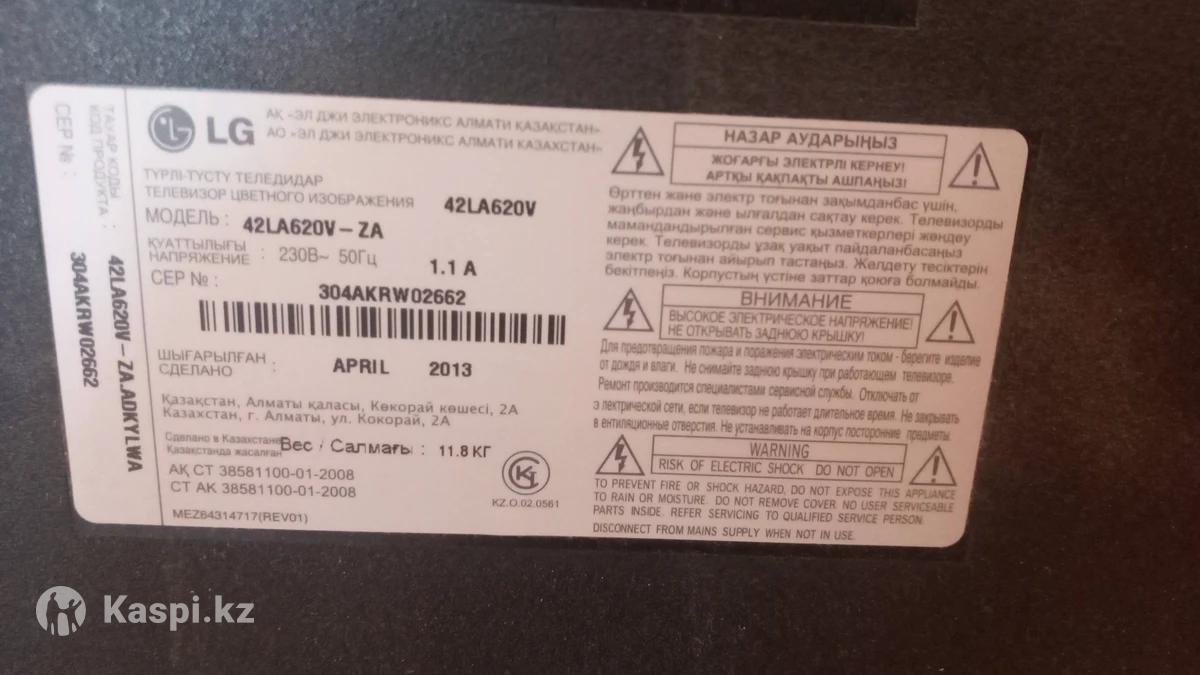 LG
АҚ «ЭЛ ДЖИ ЭЛЕКТРОНИКС АЛМАТИ ҚАЗАҚСТАН»
АО «ЭЛ ДЖИ ЭЛЕКТРОНИКС АЛМАТИ КАЗАХСТАН»
ТҮРЛІ-ТҮСТҮ ТЕЛЕДИДАР
ТЕЛЕВИЗОР ЦВЕТНОГО ИЗОБРАЖЕНИЯ 42LA620V
МОДЕЛЬ : 42LA620V-ZA
ҚУАТТЫЛЫҒЫ
НАПРЯЖЕНИЕ : 230В~ 50Гц 1.1 A
СЕР № :
304AKRW02662
ШЫҒАРЫЛҒАН
СДЕЛАНО : APRIL 2013
Қазақстан, Алматы қаласы, Көкорай көшесі, 2А
Казахстан, г. Алматы, ул. Кокорай, 2А
Сделано в Казахстане
Қазақстанда жасалған
Вес / Салмағы : 11.8 КГ
АҚ СТ 38581100-01-2008
СТ АК 38581100-01-2008
KZ.O.02.0561
MEZ64314717(REV01)
ТАУАР КОДЫ
КОД ПРОДУКТА : 42LA620V-ZA.ADKYLWA
СЕР № : 304AKRW02662
НАЗАР АУДАРЫҢЫЗ
ЖОҒАРҒЫ ЭЛЕКТРЛІ КЕРНЕУ!
АРТҚЫ ҚАҚПАҚТЫ АШПАҢЫЗ!
Өрттен және электр тоғынан зақымданбас үшін,
жаңбырдан және ылғалдан сақтау керек. Телевизорды
мамандандырылған сервис қызметкерлері жөндеу
керек. Телевизорды ұзақ уақыт пайдаланбасаңыз
электр тоғынан айырып тастаңыз. Желдету тесіктерін
бекітпеңіз. Корпустың үстіне заттар қоюға болмайды.
ВНИМАНИЕ
ВЫСОКОЕ ЭЛЕКТРИЧЕСКОЕ НАПРЯЖЕНИЕ!
НЕ ОТКРЫВАТЬ ЗАДНЮЮ КРЫШКУ!
Для предотвращения пожара и поражения электрическим током - берегите изделие
от дождя и влаги. Не снимайте заднюю крышку при работающем телевизоре.
Ремонт производится специалистами сервисной службы. Отключать от
э лектрической сети, если телевизор не работает длительное время. Не закрывать
в ентиляционные отверстия. Не устанавливать на корпус посторонние предметы.
WARNING
RISK OF ELECTRIC SHOCK DO NOT OPEN
TO PREVENT FIRE OR SHOCK HAZARD, DO NOT EXPOSE THIS APPLIANCE
TO RAIN OR MOISTURE. DO NOT REMOVE COVER. NO USER SERVICEABLE
PARTS INSIDE. REFER SERVICING TO QUALIFIED SERVICE PERSON.
DISCONNECT FROM MAINS SUPPLY WHEN NOT IN USE.
Kaspi.kz